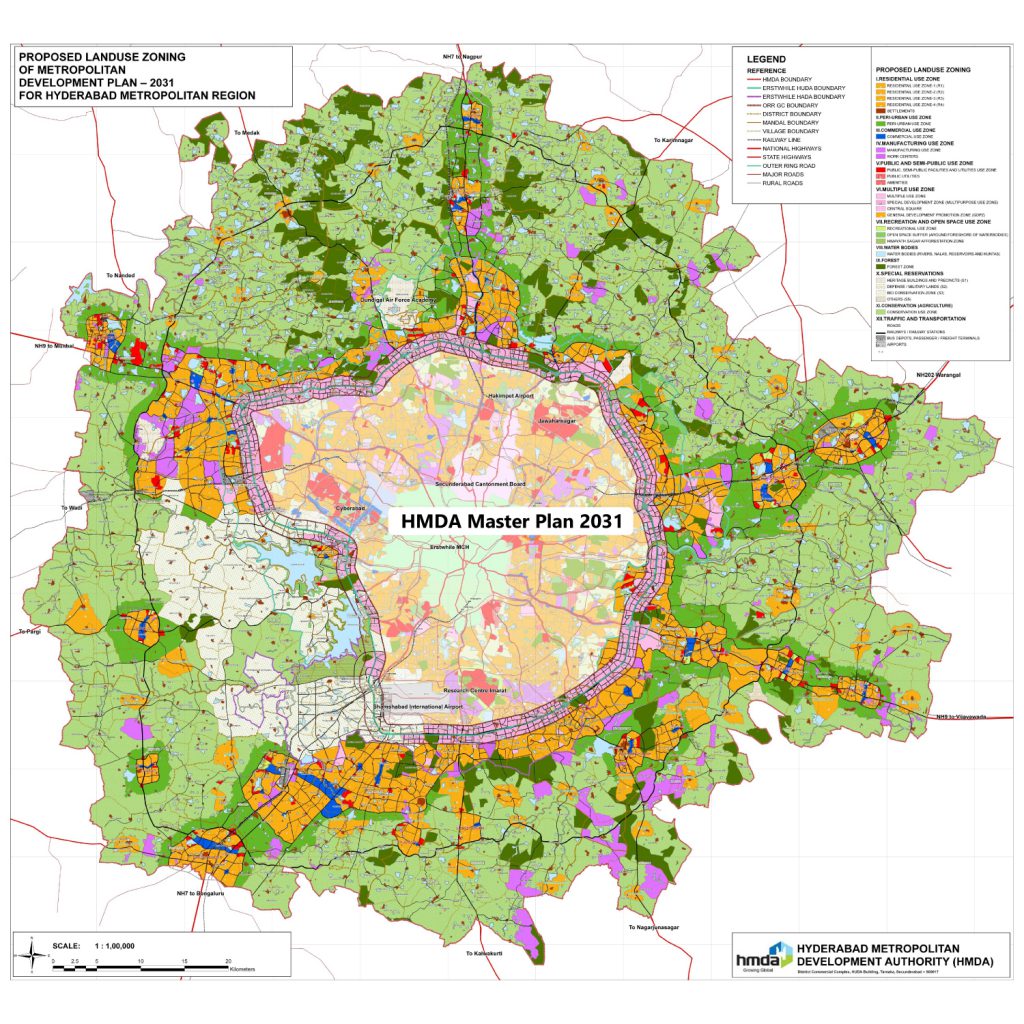 PROPOSED LANDUSE ZONING
OF METROPOLITAN
DEVELOPMENT PLAN – 2031
FOR HYDERABAD METROPOLITAN REGION
NH7 to Nagpur
LEGEND
REFERENCE
HMDA BOUNDARY
ERSTWHILE HUDA BOUNDARY
ERSTWHILE HADA BOUNDARY
ORR GC BOUNDARY
DISTRICT BOUNDARY
MANDAL BOUNDARY
VILLAGE BOUNDARY
RAILWAY LINE
NATIONAL HIGHWAYS
STATE HIGHWAYS
OUTER RING ROAD
MAJOR ROADS
RURAL ROADS
PROPOSED LANDUSE ZONING
I.RESIDENTIAL USE ZONE
RESIDENTIAL USE ZONE-1 (R1)
RESIDENTIAL USE ZONE-2 (R2)
RESIDENTIAL USE ZONE-3 (R3)
RESIDENTIAL USE ZONE-4 (R4)
SETTLEMENTS
II.PERI-URBAN USE ZONE
PERI-URBAN USE ZONE
III.COMMERCIAL USE ZONE
COMMERCIAL USE ZONE
IV.MANUFACTURING USE ZONE
MANUFACTURING USE ZONE
WORK CENTERS
V.PUBLIC AND SEMI-PUBLIC USE ZONE
PUBLIC, SEMI-PUBLIC FACILITIES AND UTILITIES USE ZONE
PUBLIC UTILITIES
AMENITIES
VI.MULTIPLE USE ZONE
MULTIPLE USE ZONE
SPECIAL DEVELOPMENT ZONE (MULTIPURPOSE USE ZONE)
CENTRAL SQUARE
GENERAL DEVELOPMENT PROMOTION ZONE (GDPZ)
VII.RECREATION AND OPEN SPACE USE ZONE
RECREATIONAL USE ZONE
OPEN SPACE BUFFER (AROUND FORESHORE OF WATERBODIES)
HIMAYATH SAGAR AFFORESTATION ZONE
VIII.WATER BODIES
WATER BODIES (RIVERS, NALAS, RESERVOIRS AND KUNTAS)
IX.FOREST
FOREST ZONE
X.SPECIAL RESERVATIONS
HERITAGE BUILDINGS AND PRECINCTS (S1)
DEFENSE / MILITARY LANDS (S2)
BIO CONSERVATION ZONE (S3)
OTHERS (S5)
XI.CONSERVATION (AGRICULTURE)
CONSERVATION USE ZONE
XII.TRAFFIC AND TRANSPORTATION
ROADS
RAILWAYS / RAILWAY STATIONS
BUS DEPOTS, PASSENGER / FREIGHT TERMINALS
AIRPORTS
To Medak
To Karimnagar
To Nanded
Dundigal Air Force Academy
NH9 to Mumbai
NH202 Warangal
Hakimpet Airport
Jawaharnagar
Secunderabad Cantonment Board
To Wadi
Cyberabad
HMDA Master Plan 2031
Erstwhile MCH
To Pargi
Research Centre Imarat
Shamshabad International Airport
NH9 to Vijayawada
NH7 to Bengaluru
To Nagarjunasagar
To Kalwakurti
N
SCALE: 1 : 1,00,000
0 2.5 5 10 15 20
Kilometers
hmda
Growing Global
HYDERABAD METROPOLITAN
DEVELOPMENT AUTHORITY (HMDA)
District Commercial Complex, HUDA Building, Tarnaka, Secunderabad – 500017